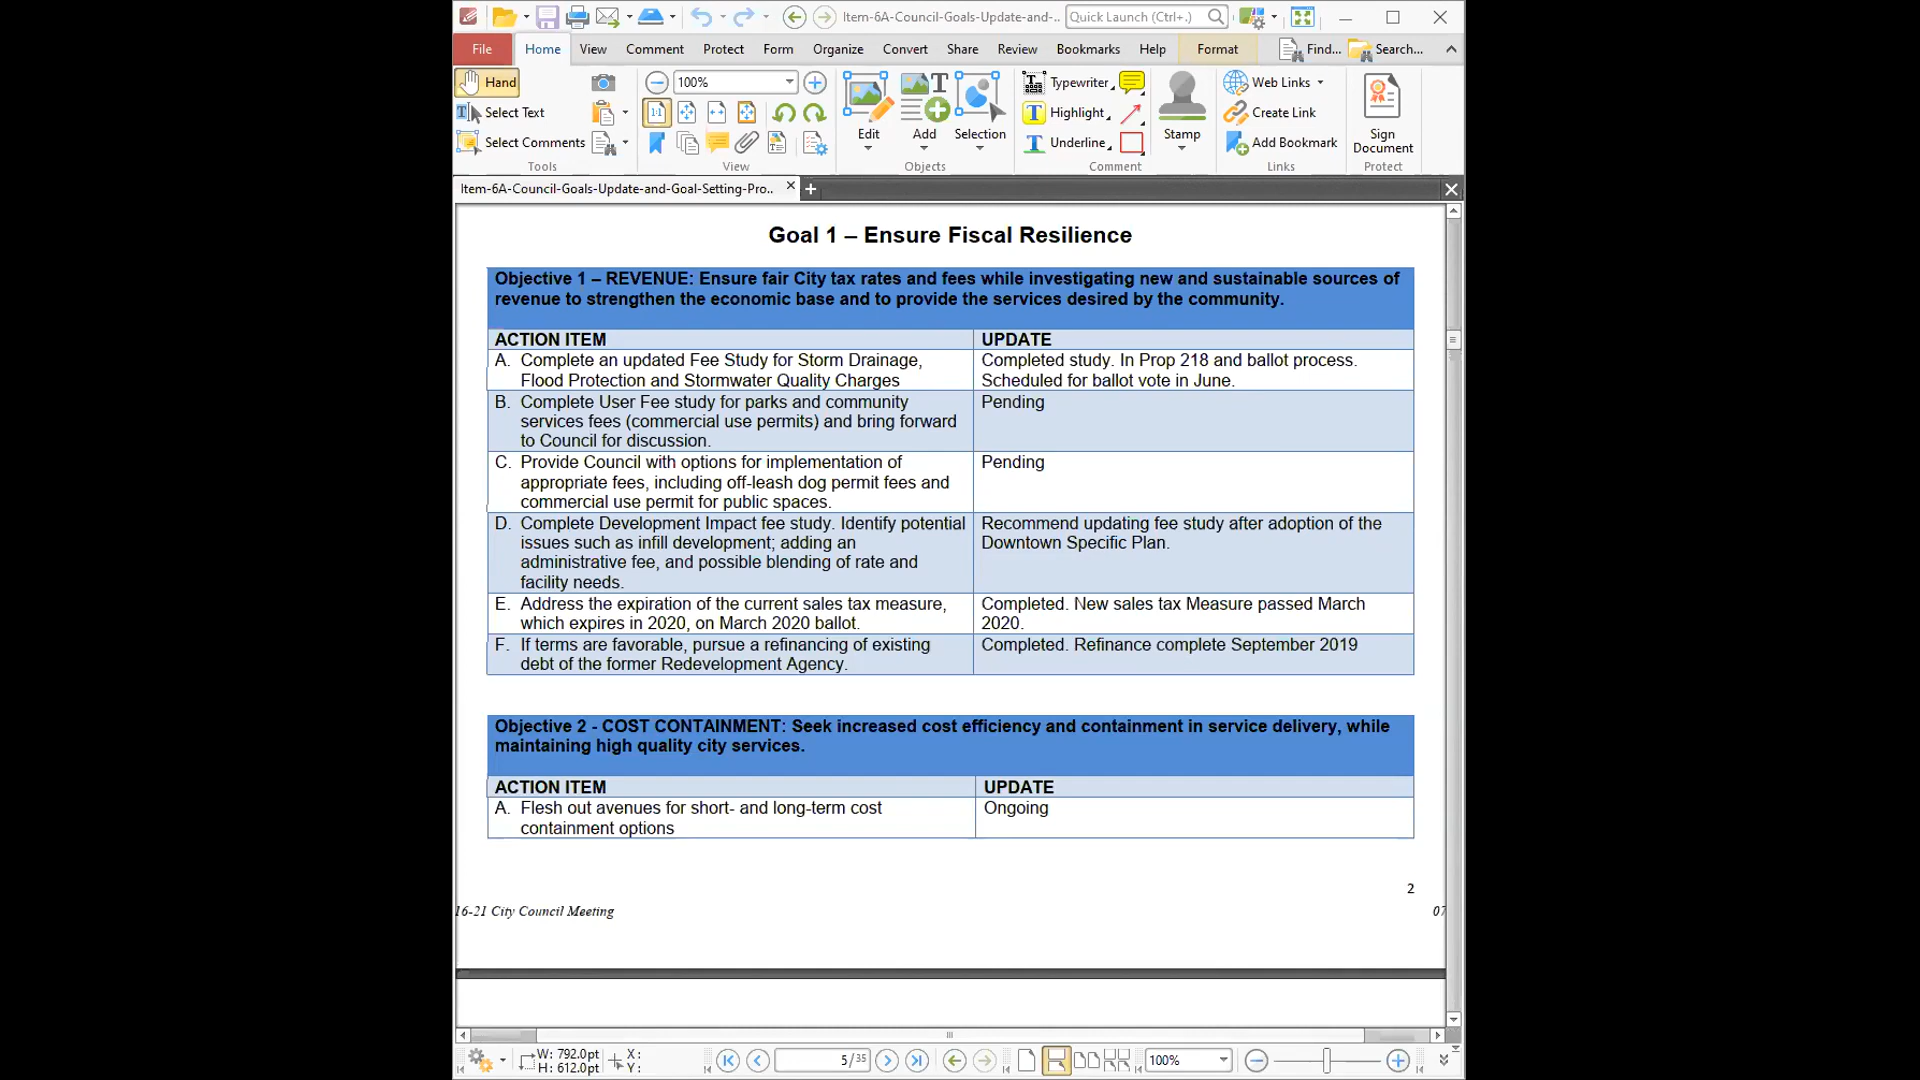 Item-6A-Council-Goals-Update-and-..
Quick Launch (Ctrl+.)
File Home View Comment Protect Form Organize Convert Share Review Bookmarks Help Format Find... Search...
Hand
Select Text
Select Comments
Tools
100%
1:1
View
Edit Add Selection
Objects
Typewriter
Highlight
Underline
Comment
Stamp
Web Links
Create Link
Add Bookmark
Links
Sign
Document
Protect
Item-6A-Council-Goals-Update-and-Goal-Setting-Pro..
Goal 1 – Ensure Fiscal Resilience
Objective 1 – REVENUE: Ensure fair City tax rates and fees while investigating new and sustainable sources of
revenue to strengthen the economic base and to provide the services desired by the community.
ACTION ITEM UPDATE
A. Complete an updated Fee Study for Storm Drainage,
Flood Protection and Stormwater Quality Charges
Completed study. In Prop 218 and ballot process.
Scheduled for ballot vote in June.
B. Complete User Fee study for parks and community
services fees (commercial use permits) and bring forward
to Council for discussion.
Pending
C. Provide Council with options for implementation of
appropriate fees, including off-leash dog permit fees and
commercial use permit for public spaces.
Pending
D. Complete Development Impact fee study. Identify potential
issues such as infill development; adding an
administrative fee, and possible blending of rate and
facility needs.
Recommend updating fee study after adoption of the
Downtown Specific Plan.
E. Address the expiration of the current sales tax measure,
which expires in 2020, on March 2020 ballot.
Completed. New sales tax Measure passed March
2020.
F. If terms are favorable, pursue a refinancing of existing
debt of the former Redevelopment Agency.
Completed. Refinance complete September 2019
Objective 2 - COST CONTAINMENT: Seek increased cost efficiency and containment in service delivery, while
maintaining high quality city services.
ACTION ITEM UPDATE
A. Flesh out avenues for short- and long-term cost
containment options
Ongoing
2
16-21 City Council Meeting 07
W: 792.0pt
H: 612.0pt
X:
Y:
5/35
100%